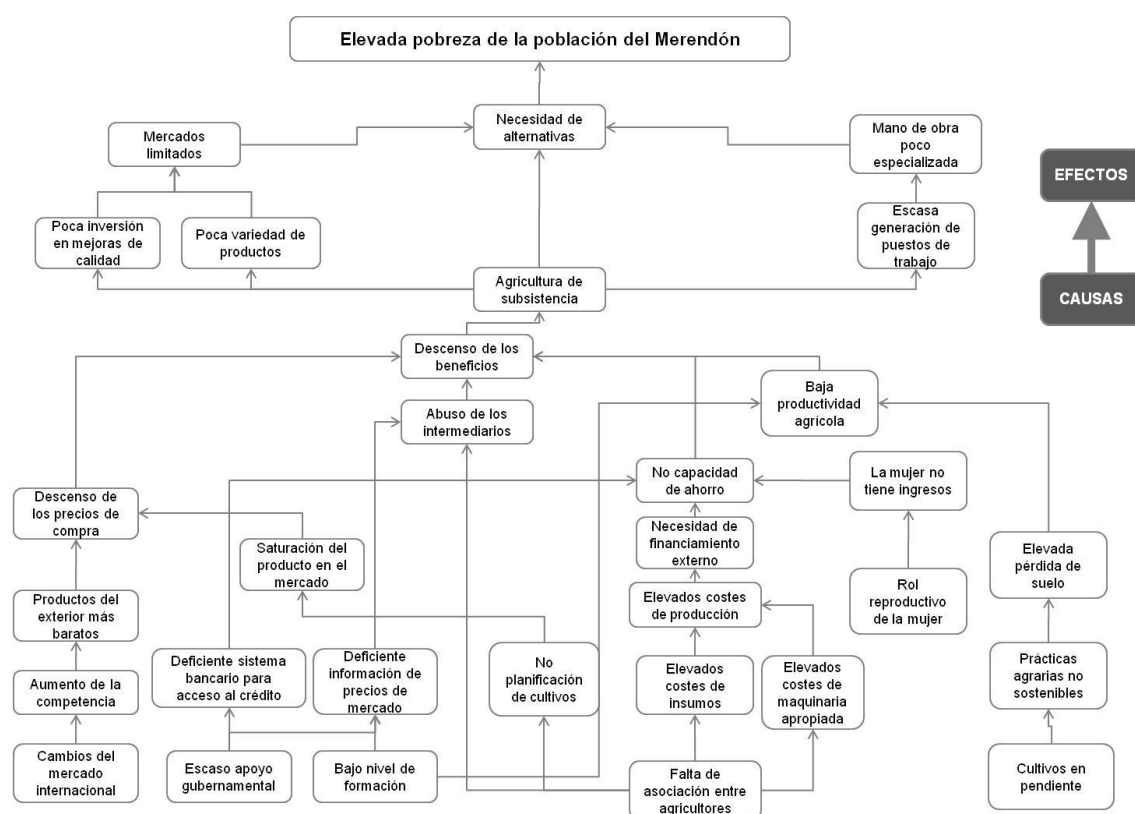 Elevada pobreza de la población del Merendón
Necesidad de
alternativas
Mercados
limitados
Mano de obra
poco
especializada
EFECTOS
Poca inversión
en mejoras de
calidad
Poca variedad de
productos
Escasa
generación de
puestos de
trabajo
Agricultura de
subsistencia
CAUSAS
Descenso de los
beneficios
Baja
productividad
agrícola
Abuso de los
intermediarios
No capacidad
de ahorro
La mujer no
tiene ingresos
Descenso de
los precios de
compra
Saturación del
producto en el
mercado
Necesidad de
financiamiento
externo
Elevada
pérdida de
suelo
Productos del
exterior más
baratos
Elevados costes
de producción
Rol
reproductivo
de la mujer
Deficiente sistema
bancario para
acceso al crédito
Deficiente
información de
precios de
mercado
No
planificación
de cultivos
Elevados
costes de
insumos
Elevados
costes de
maquinaria
apropiada
Prácticas
agrarias no
sostenibles
Aumento de la
competencia
Cambios del
mercado
internacional
Escaso apoyo
gubernamental
Bajo nivel de
formación
Falta de
asociación entre
agricultores
Cultivos en
pendiente